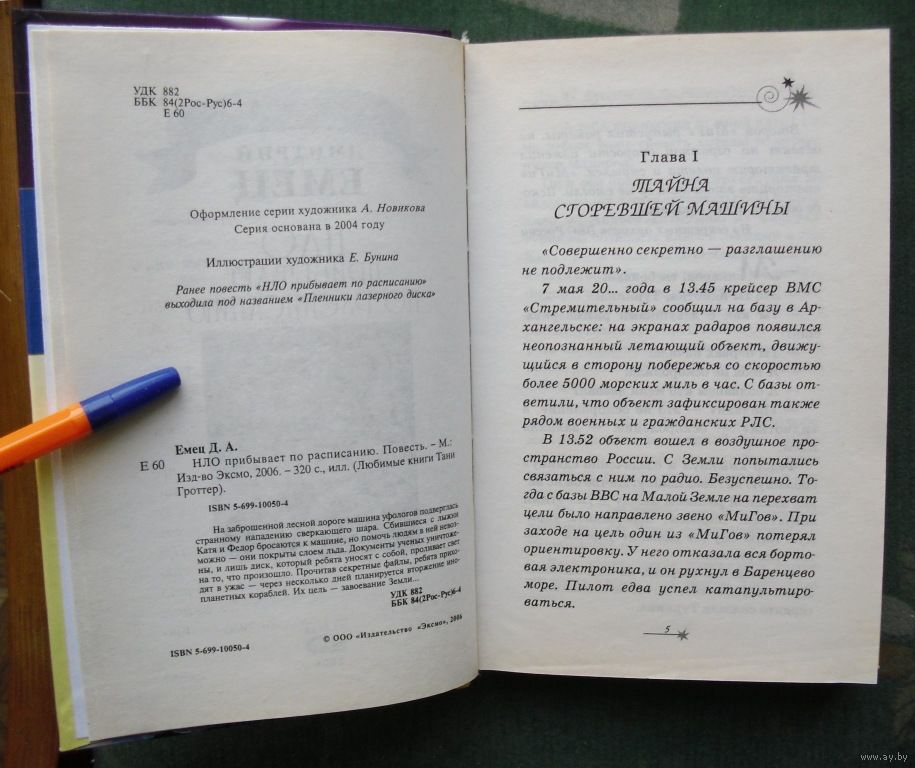 УДК 882
ББК 84(2Рос-Рус)6-4
Е 60
Оформление серии художника А. Новикова
Серия основана в 2004 году
Иллюстрации художника Е. Бунина
Ранее повесть «НЛО прибывает по расписанию»
выходила под названием «Пленники лазерного диска»
Емец Д. А.
Е 60 НЛО прибывает по расписанию. Повесть. – М.:
Изд-во Эксмо, 2006. – 320 с., илл. (Любимые книги Тани
Гроттер).
ISBN 5-699-10050-4
На заброшенной лесной дороге машина уфологов подверглась
странному нападению сверкающего шара. Сбившиеся с лыжни
Катя и Федор бросаются к машине, но помочь людям в ней невоз-
можно — они покрыты слоем льда. Документы ученых уничтоже-
ны, и лишь диск, который ребята уносят с собой, проливает свет
на то, что произошло. Прочитав секретные файлы, ребята прихо-
дят в ужас — через несколько дней планируется вторжение ино-
планетных кораблей. Их цель — завоевание Земли...
УДК 882
ББК 84(2Рос-Рус)6-4
© ООО «Издательство «Эксмо», 2006
ISBN 5-699-10050-4
Глава I
ТАЙНА
СГОРЕВШЕЙ МАШИНЫ
«Совершенно секретно — разглашению
не подлежит».
7 мая 20... года в 13.45 крейсер ВМС
«Стремительный» сообщил на базу в Ар-
хангельске: на экранах радаров появился
неопознанный летающий объект, движу-
щийся в сторону побережья со скоростью
более 5000 морских миль в час. С базы от-
ветили, что объект зафиксирован также
рядом военных и гражданских РЛС.
В 13.52 объект вошел в воздушное про-
странство России. С Земли попытались
связаться с ним по радио. Безуспешно. То-
гда с базы ВВС на Малой Земле на перехват
цели было направлено звено «МиГов». При
заходе на цель один из «МиГов» потерял
ориентировку. У него отказала вся борто-
вая электроника, и он рухнул в Баренцево
море. Пилот едва успел катапультиро-
ваться.
5
www.ay.by